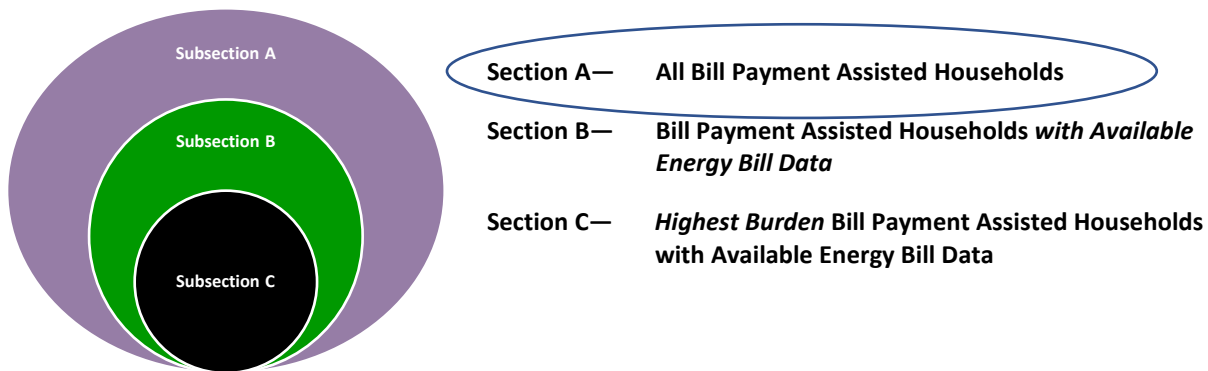 Subsection A
Subsection B
Subsection C
Section A— All Bill Payment Assisted Households
Section B— Bill Payment Assisted Households with Available
Energy Bill Data
Section C— Highest Burden Bill Payment Assisted Households
with Available Energy Bill Data